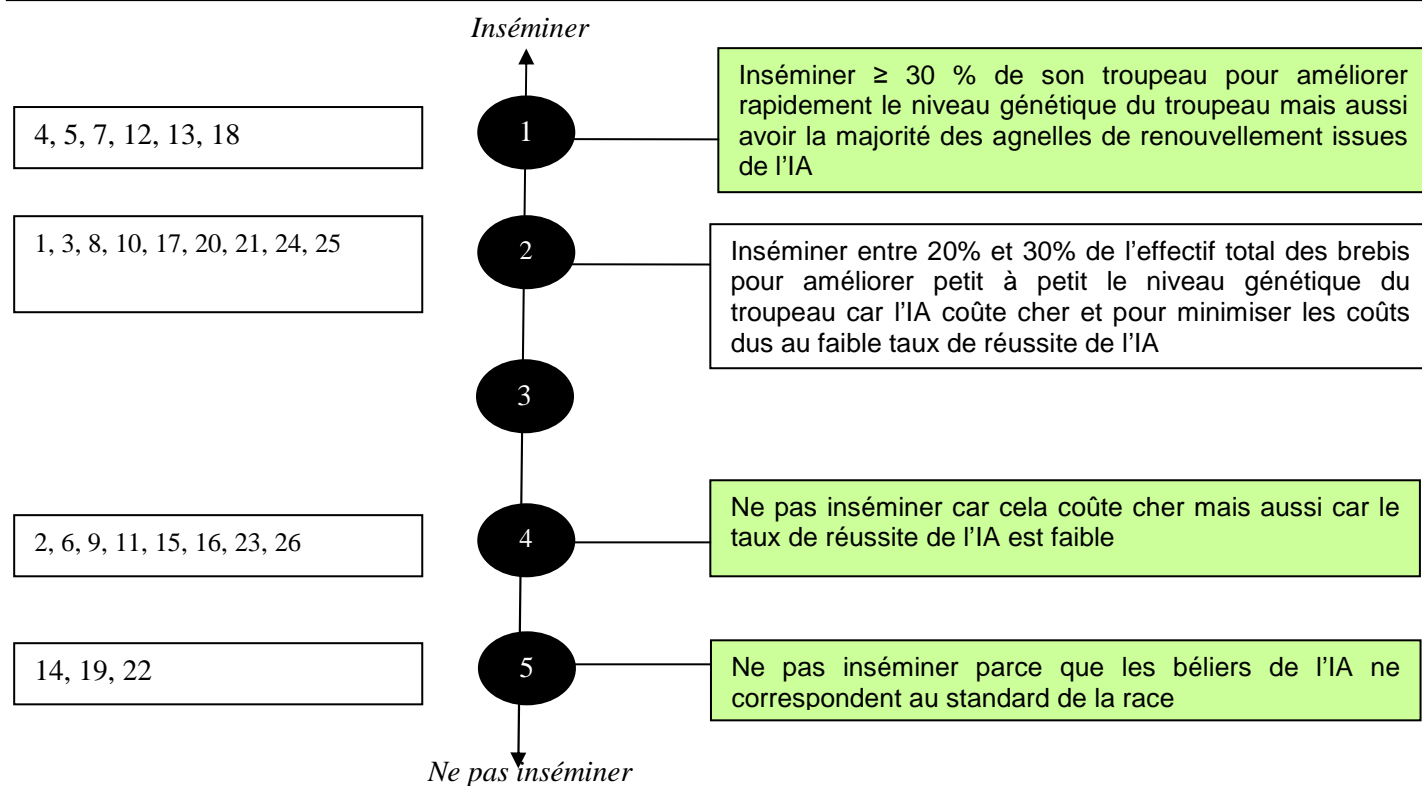 Inséminer
4, 5, 7, 12, 13, 18
1
Inséminer ≥ 30 % de son troupeau pour améliorer
rapidement le niveau génétique du troupeau mais aussi
avoir la majorité des agnelles de renouvellement issues
de l’IA
1, 3, 8, 10, 17, 20, 21, 24, 25
2
Inséminer entre 20% et 30% de l’effectif total des brebis
pour améliorer petit à petit le niveau génétique du
troupeau car l’IA coûte cher et pour minimiser les coûts
dus au faible taux de réussite de l’IA
3
2, 6, 9, 11, 15, 16, 23, 26
4
Ne pas inséminer car cela coûte cher mais aussi car le
taux de réussite de l’IA est faible
14, 19, 22
5
Ne pas inséminer parce que les béliers de l’IA ne
correspondent au standard de la race
Ne pas inséminer